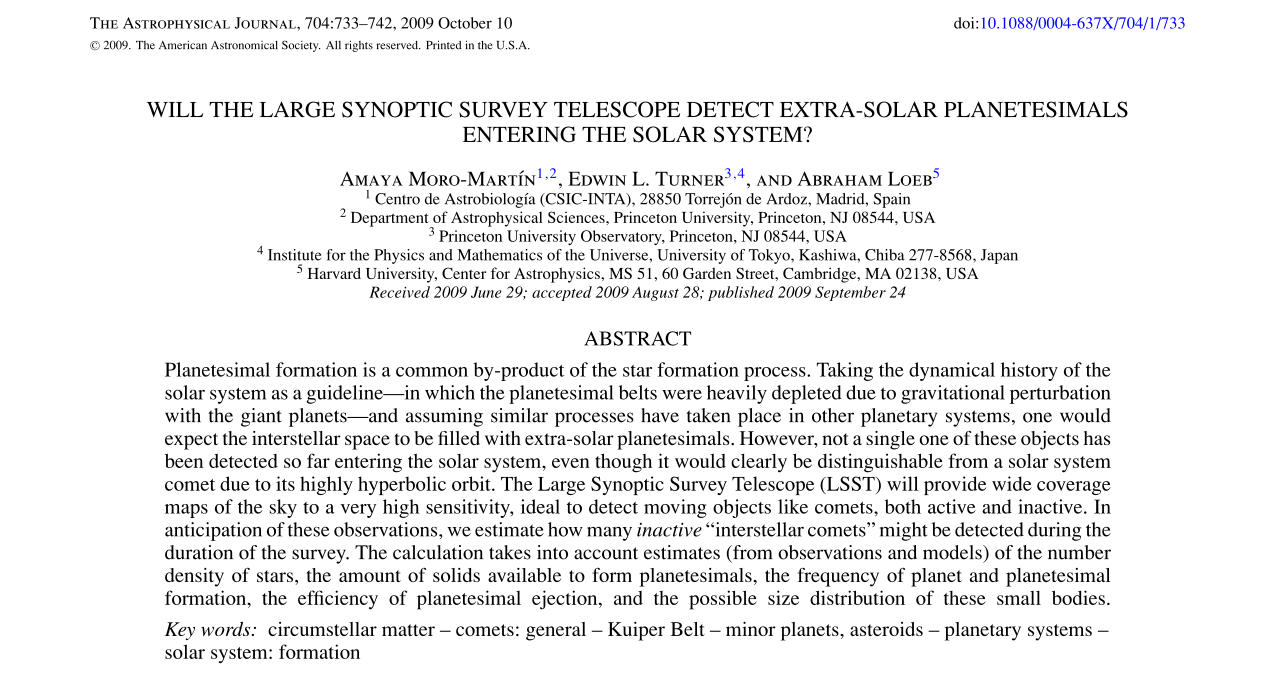 THE ASTROPHYSICAL JOURNAL, 704:733–742, 2009 October 10
doi:10.1088/0004-637X/704/1/733
© 2009. The American Astronomical Society. All rights reserved. Printed in the U.S.A.
WILL THE LARGE SYNOPTIC SURVEY TELESCOPE DETECT EXTRA-SOLAR PLANETESIMALS
ENTERING THE SOLAR SYSTEM?
AMAYA MORO-MARTÍN1,2, EDWIN L. TURNER3,4, AND ABRAHAM LOEB5
1 Centro de Astrobiología (CSIC-INTA), 28850 Torrejón de Ardoz, Madrid, Spain
2 Department of Astrophysical Sciences, Princeton University, Princeton, NJ 08544, USA
3 Princeton University Observatory, Princeton, NJ 08544, USA
4 Institute for the Physics and Mathematics of the Universe, University of Tokyo, Kashiwa, Chiba 277-8568, Japan
5 Harvard University, Center for Astrophysics, MS 51, 60 Garden Street, Cambridge, MA 02138, USA
Received 2009 June 29; accepted 2009 August 28; published 2009 September 24
ABSTRACT
Planetesimal formation is a common by-product of the star formation process. Taking the dynamical history of the
solar system as a guideline—in which the planetesimal belts were heavily depleted due to gravitational perturbation
with the giant planets—and assuming similar processes have taken place in other planetary systems, one would
expect the interstellar space to be filled with extra-solar planetesimals. However, not a single one of these objects has
been detected so far entering the solar system, even though it would clearly be distinguishable from a solar system
comet due to its highly hyperbolic orbit. The Large Synoptic Survey Telescope (LSST) will provide wide coverage
maps of the sky to a very high sensitivity, ideal to detect moving objects like comets, both active and inactive. In
anticipation of these observations, we estimate how many inactive “interstellar comets” might be detected during the
duration of the survey. The calculation takes into account estimates (from observations and models) of the number
density of stars, the amount of solids available to form planetesimals, the frequency of planet and planetesimal
formation, the efficiency of planetesimal ejection, and the possible size distribution of these small bodies.
Key words: circumstellar matter – comets: general – Kuiper Belt – minor planets, asteroids – planetary systems –
solar system: formation